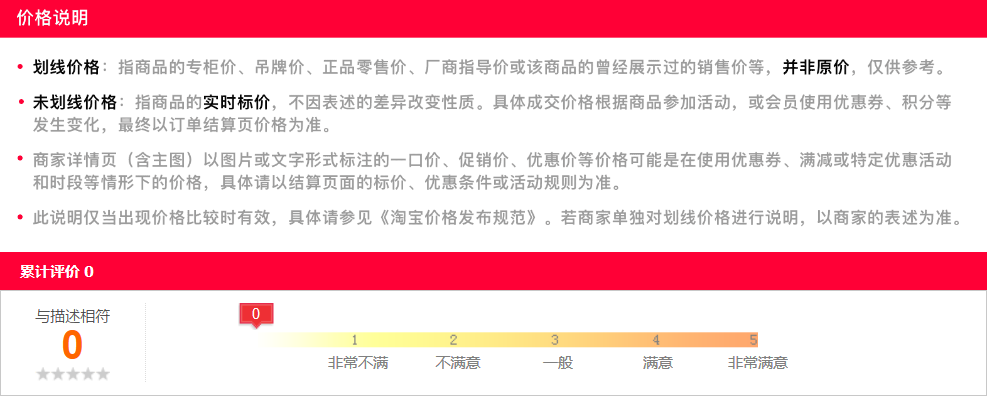 价格说明
划线价格：指商品的专柜价、吊牌价、正品零售价、厂商指导价或该商品的曾经展示过的销售价等，并非原价，仅供参考。
未划线价格：指商品的实时标价，不因表述的差异改变性质。具体成交价格根据商品参加活动，或会员使用优惠券、积分等
发生变化，最终以订单结算页价格为准。
商家详情页（含主图）以图片或文字形式标注的一口价、促销价、优惠价等价格可能是在使用优惠券、满减或特定优惠活动
和时段等情形下的价格，具体请以结算页面的标价、优惠条件或活动规则为准。
此说明仅当出现价格比较时有效，具体请参见《淘宝价格发布规范》。若商家单独对划线价格进行说明，以商家的表述为准。
累计评价 0
与描述相符
0
0
1 2 3 4 5
非常不满 不满意 一般 满意 非常满意